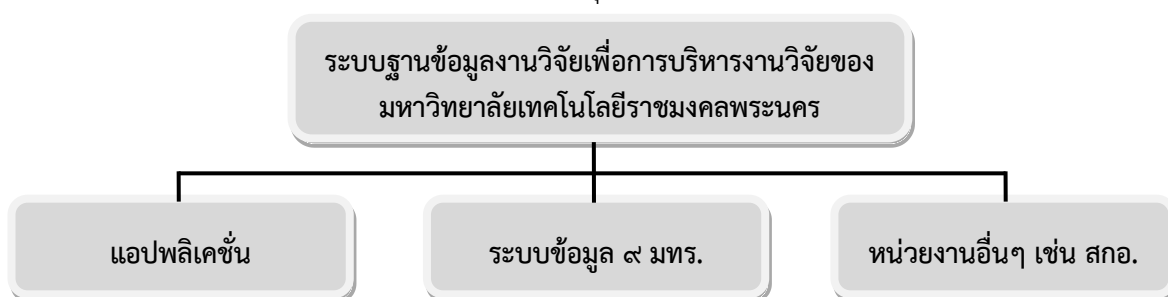 ระบบฐานข้อมูลงานวิจัยเพื่อการบริหารงานวิจัยของ
มหาวิทยาลัยเทคโนโลยีราชมงคลพระนคร
แอปพลิเคชั่น
ระบบข้อมูล ๙ มทร.
หน่วยงานอื่นๆ เช่น สกอ.